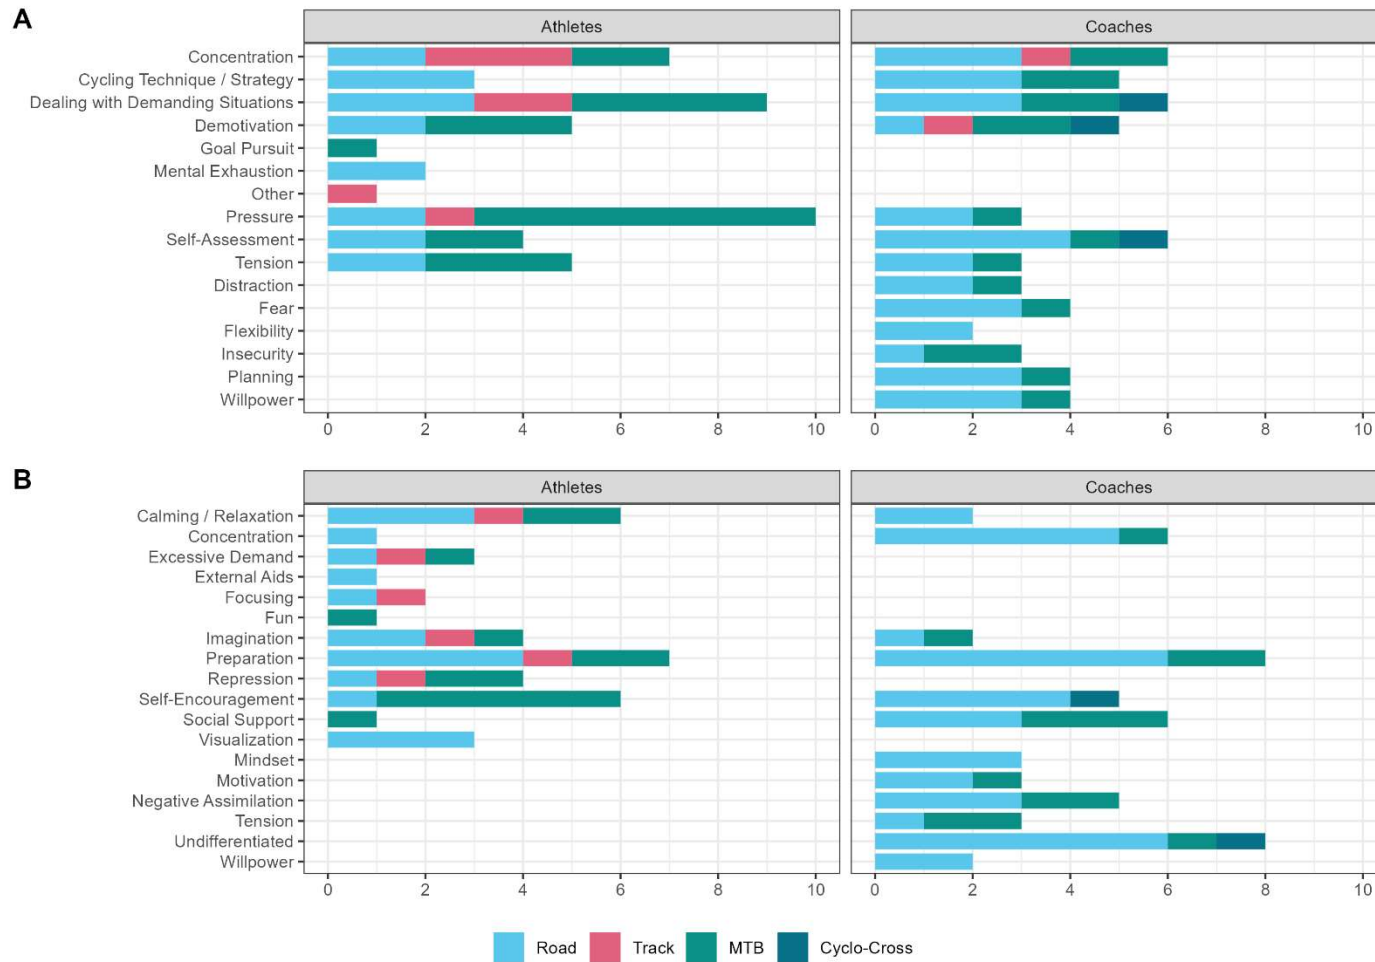 A
Athletes
Coaches
Concentration
Cycling Technique / Strategy
Dealing with Demanding Situations
Demotivation
Goal Pursuit
Mental Exhaustion
Other
Pressure
Self-Assessment
Tension
Distraction
Fear
Flexibility
Insecurity
Planning
Willpower
0 2 4 6 8 10
0 2 4 6 8 10
B
Athletes
Coaches
Calming / Relaxation
Concentration
Excessive Demand
External Aids
Focusing
Fun
Imagination
Preparation
Repression
Self-Encouragement
Social Support
Visualization
Mindset
Motivation
Negative Assimilation
Tension
Undifferentiated
Willpower
0 2 4 6 8 10
0 2 4 6 8 10
Road Track MTB Cyclo-Cross